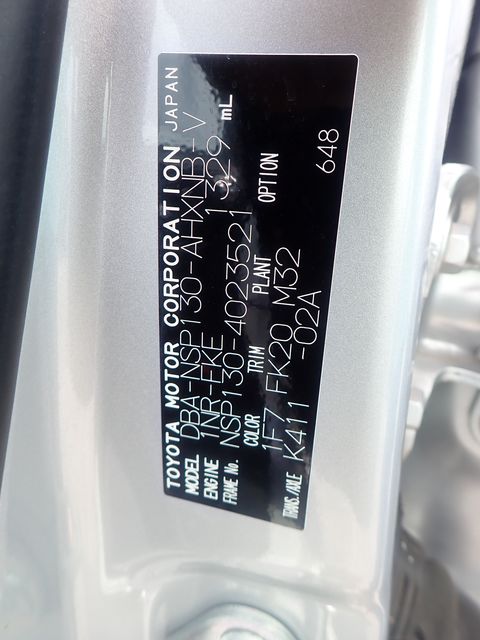 TOYOTA MOTOR CORPORATION JAPAN
MODEL DBA-NSP130-AHXNB-V
ENGINE 1NR-FKE 1,329 mL
FRAME No. NSP130-4023521
COLOR TRIM PLANT OPTION
1F7 FK20 M32
TRANS./AXLE K411 -02A
648